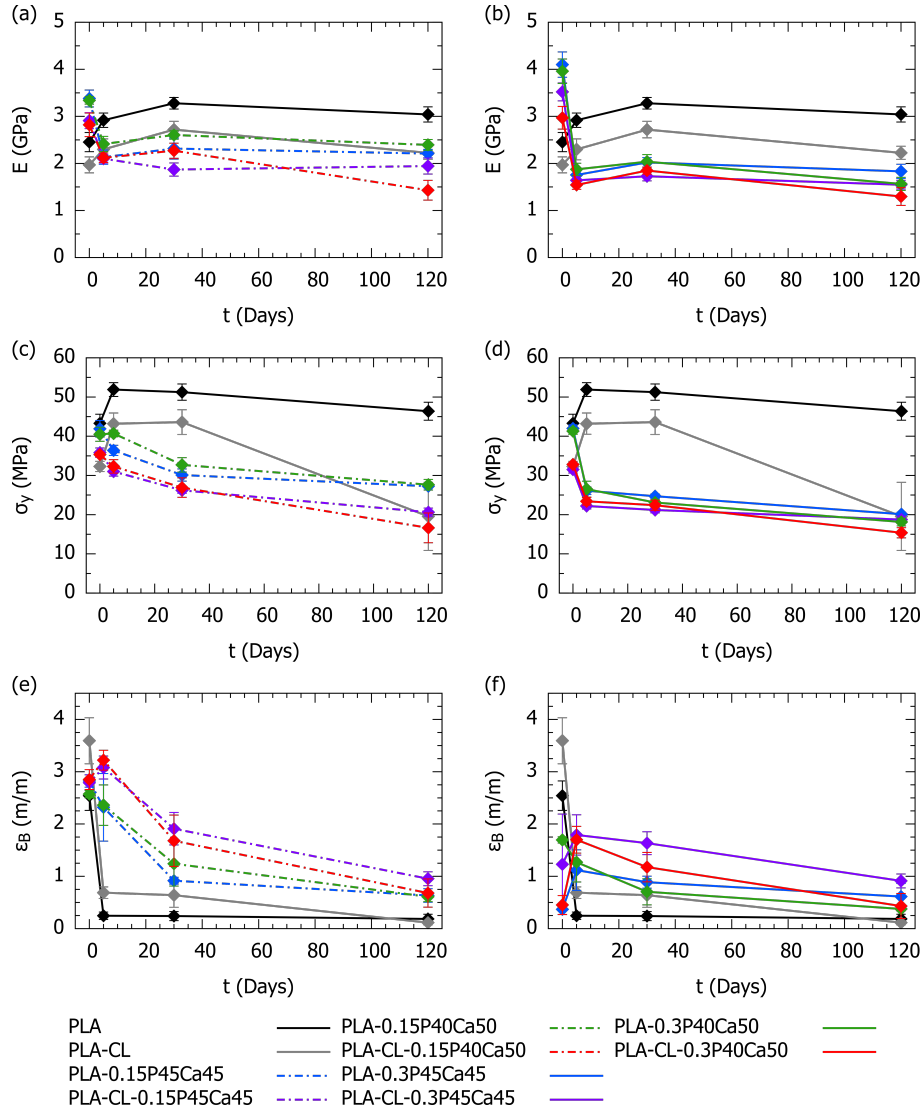 (a) (b)
5 5
4 4
3 3
2 2
1 1
0 0
E (GPa) E (GPa)
0 20 40 60 80 100 120 0 20 40 60 80 100 120
t (Days) t (Days)
(c) (d)
60 60
50 50
40 40
30 30
20 20
10 10
0 0
σy (MPa) σy (MPa)
0 20 40 60 80 100 120 0 20 40 60 80 100 120
t (Days) t (Days)
(e) (f)
4 4
3 3
2 2
1 1
0 0
εB (m/m) εB (m/m)
0 20 40 60 80 100 120 0 20 40 60 80 100 120
t (Days) t (Days)
PLA PLA-0.15P40Ca50 PLA-0.3P40Ca50
PLA-CL PLA-CL-0.15P40Ca50 PLA-CL-0.3P40Ca50
PLA-0.15P45Ca45 PLA-0.3P45Ca45
PLA-CL-0.15P45Ca45 PLA-CL-0.3P45Ca45